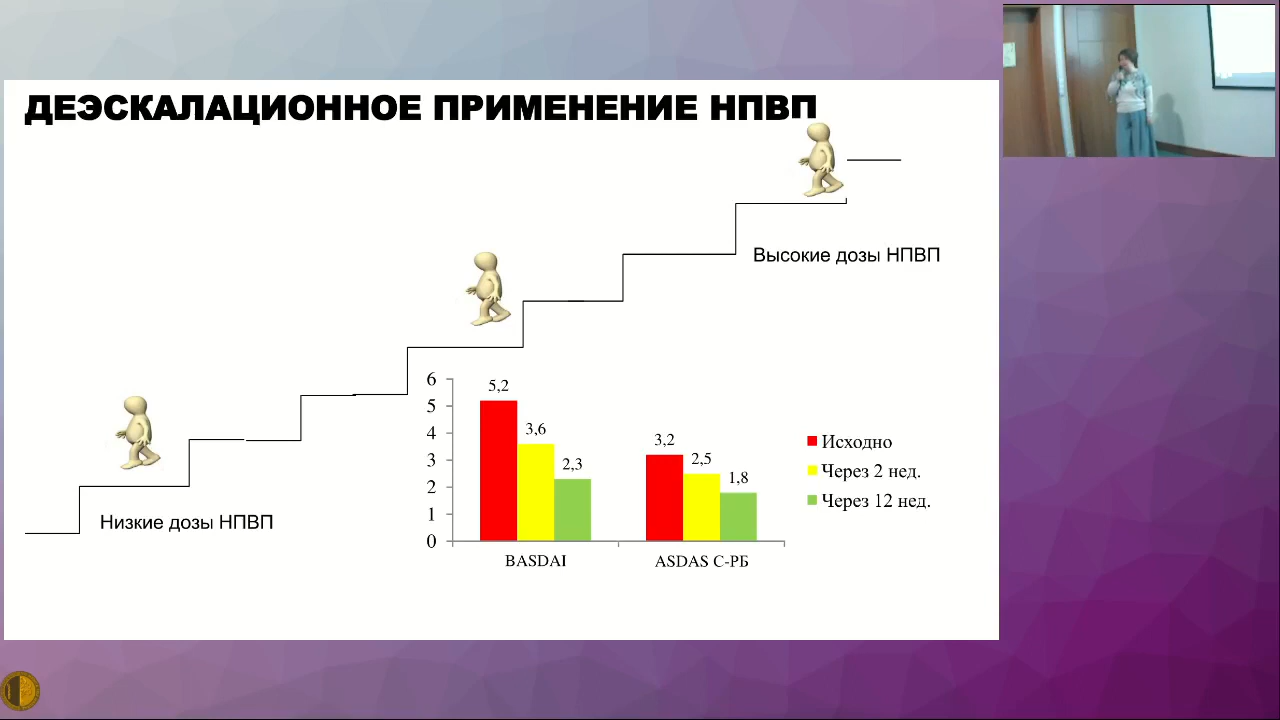 ДЕЭСКАЛАЦИОННОЕ ПРИМЕНЕНИЕ НПВП
Высокие дозы НПВП
Низкие дозы НПВП
6
5
4
3
2
1
0
5,2
3,6
2,3
3,2
2,5
1,8
BASDAI
ASDAS С-РБ
Исходно
Через 2 нед.
Через 12 нед.